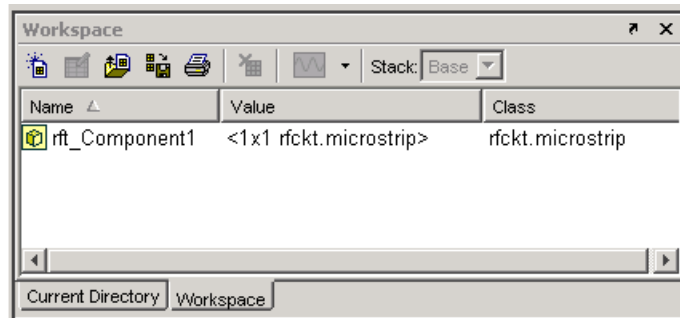 Workspace
Stack: Base
Name Value Class
rft_Component1 <1x1 rfckt.microstrip> rfckt.microstrip
Current Directory Workspace